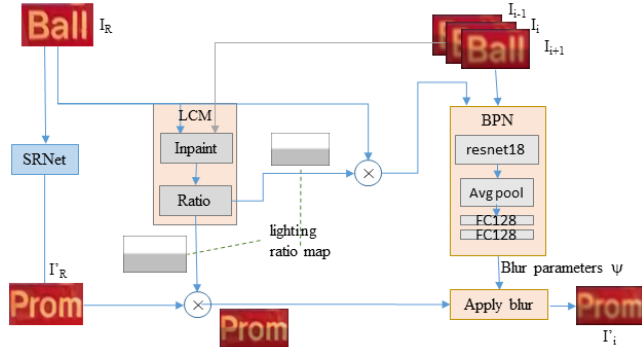 Ball
I_R
I_{i-1}
I_i
I_{i+1}
Ball
LCM
BPN
Inpaint
resnet18
SRNet
×
Ratio
Avg pool
FC128
FC128
lighting
ratio map
I'_R
Blur parameters ψ
Prom
×
Apply blur
Prom
Prom
I'_i